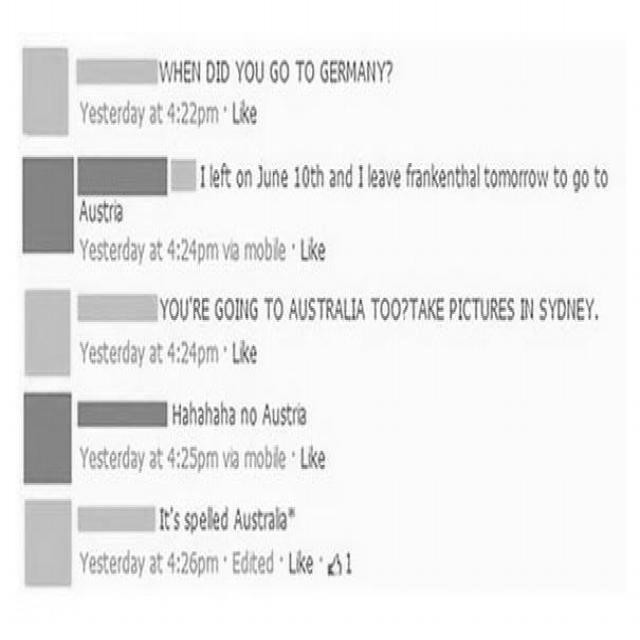 WHEN DID YOU GO TO GERMANY?
Yesterday at 4:22pm · Like
I left on June 10th and I leave frankenthal tomorrow to go to
Austria
Yesterday at 4:24pm via mobile · Like
YOU'RE GOING TO AUSTRALIA TOO?TAKE PICTURES IN SYDNEY.
Yesterday at 4:24pm · Like
Hahahaha no Austria
Yesterday at 4:25pm via mobile · Like
It's spelled Australa*
Yesterday at 4:26pm · Edited · Like · 1